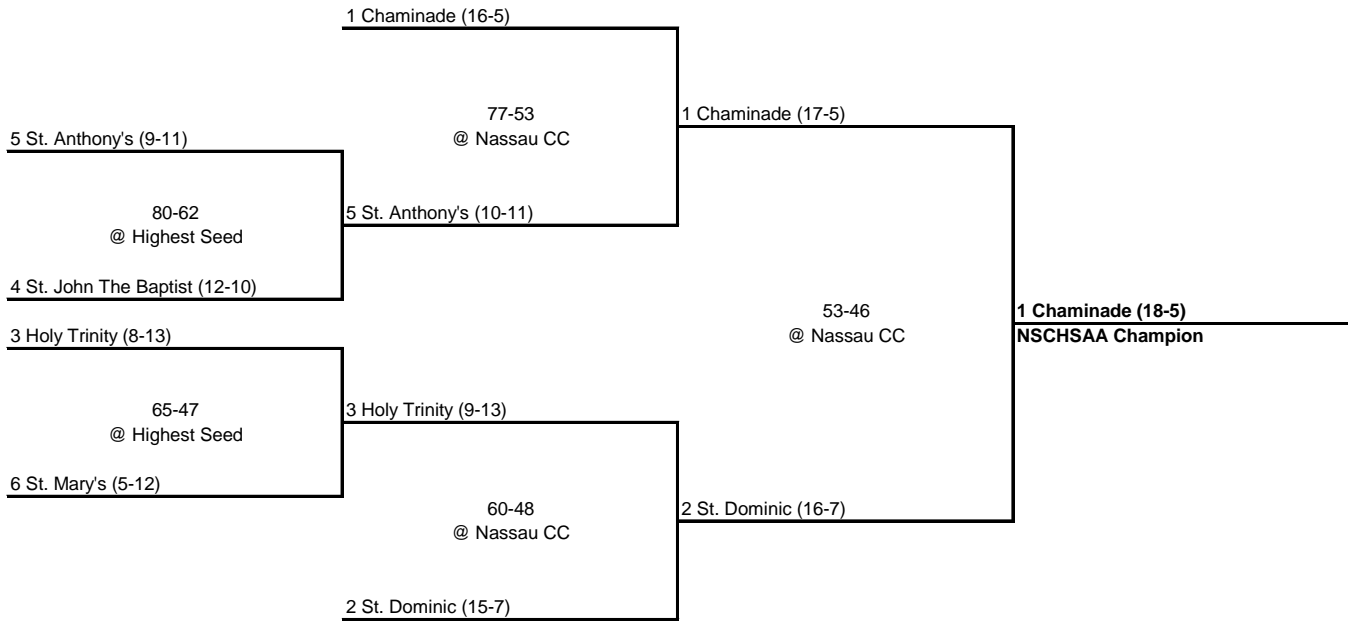 1 Chaminade (16-5)
77-53
@ Nassau CC
1 Chaminade (17-5)
5 St. Anthony's (9-11)
80-62
@ Highest Seed
5 St. Anthony's (10-11)
4 St. John The Baptist (12-10)
53-46
@ Nassau CC
1 Chaminade (18-5)
NSCHSAA Champion
3 Holy Trinity (8-13)
65-47
@ Highest Seed
3 Holy Trinity (9-13)
6 St. Mary's (5-12)
60-48
@ Nassau CC
2 St. Dominic (16-7)
2 St. Dominic (15-7)